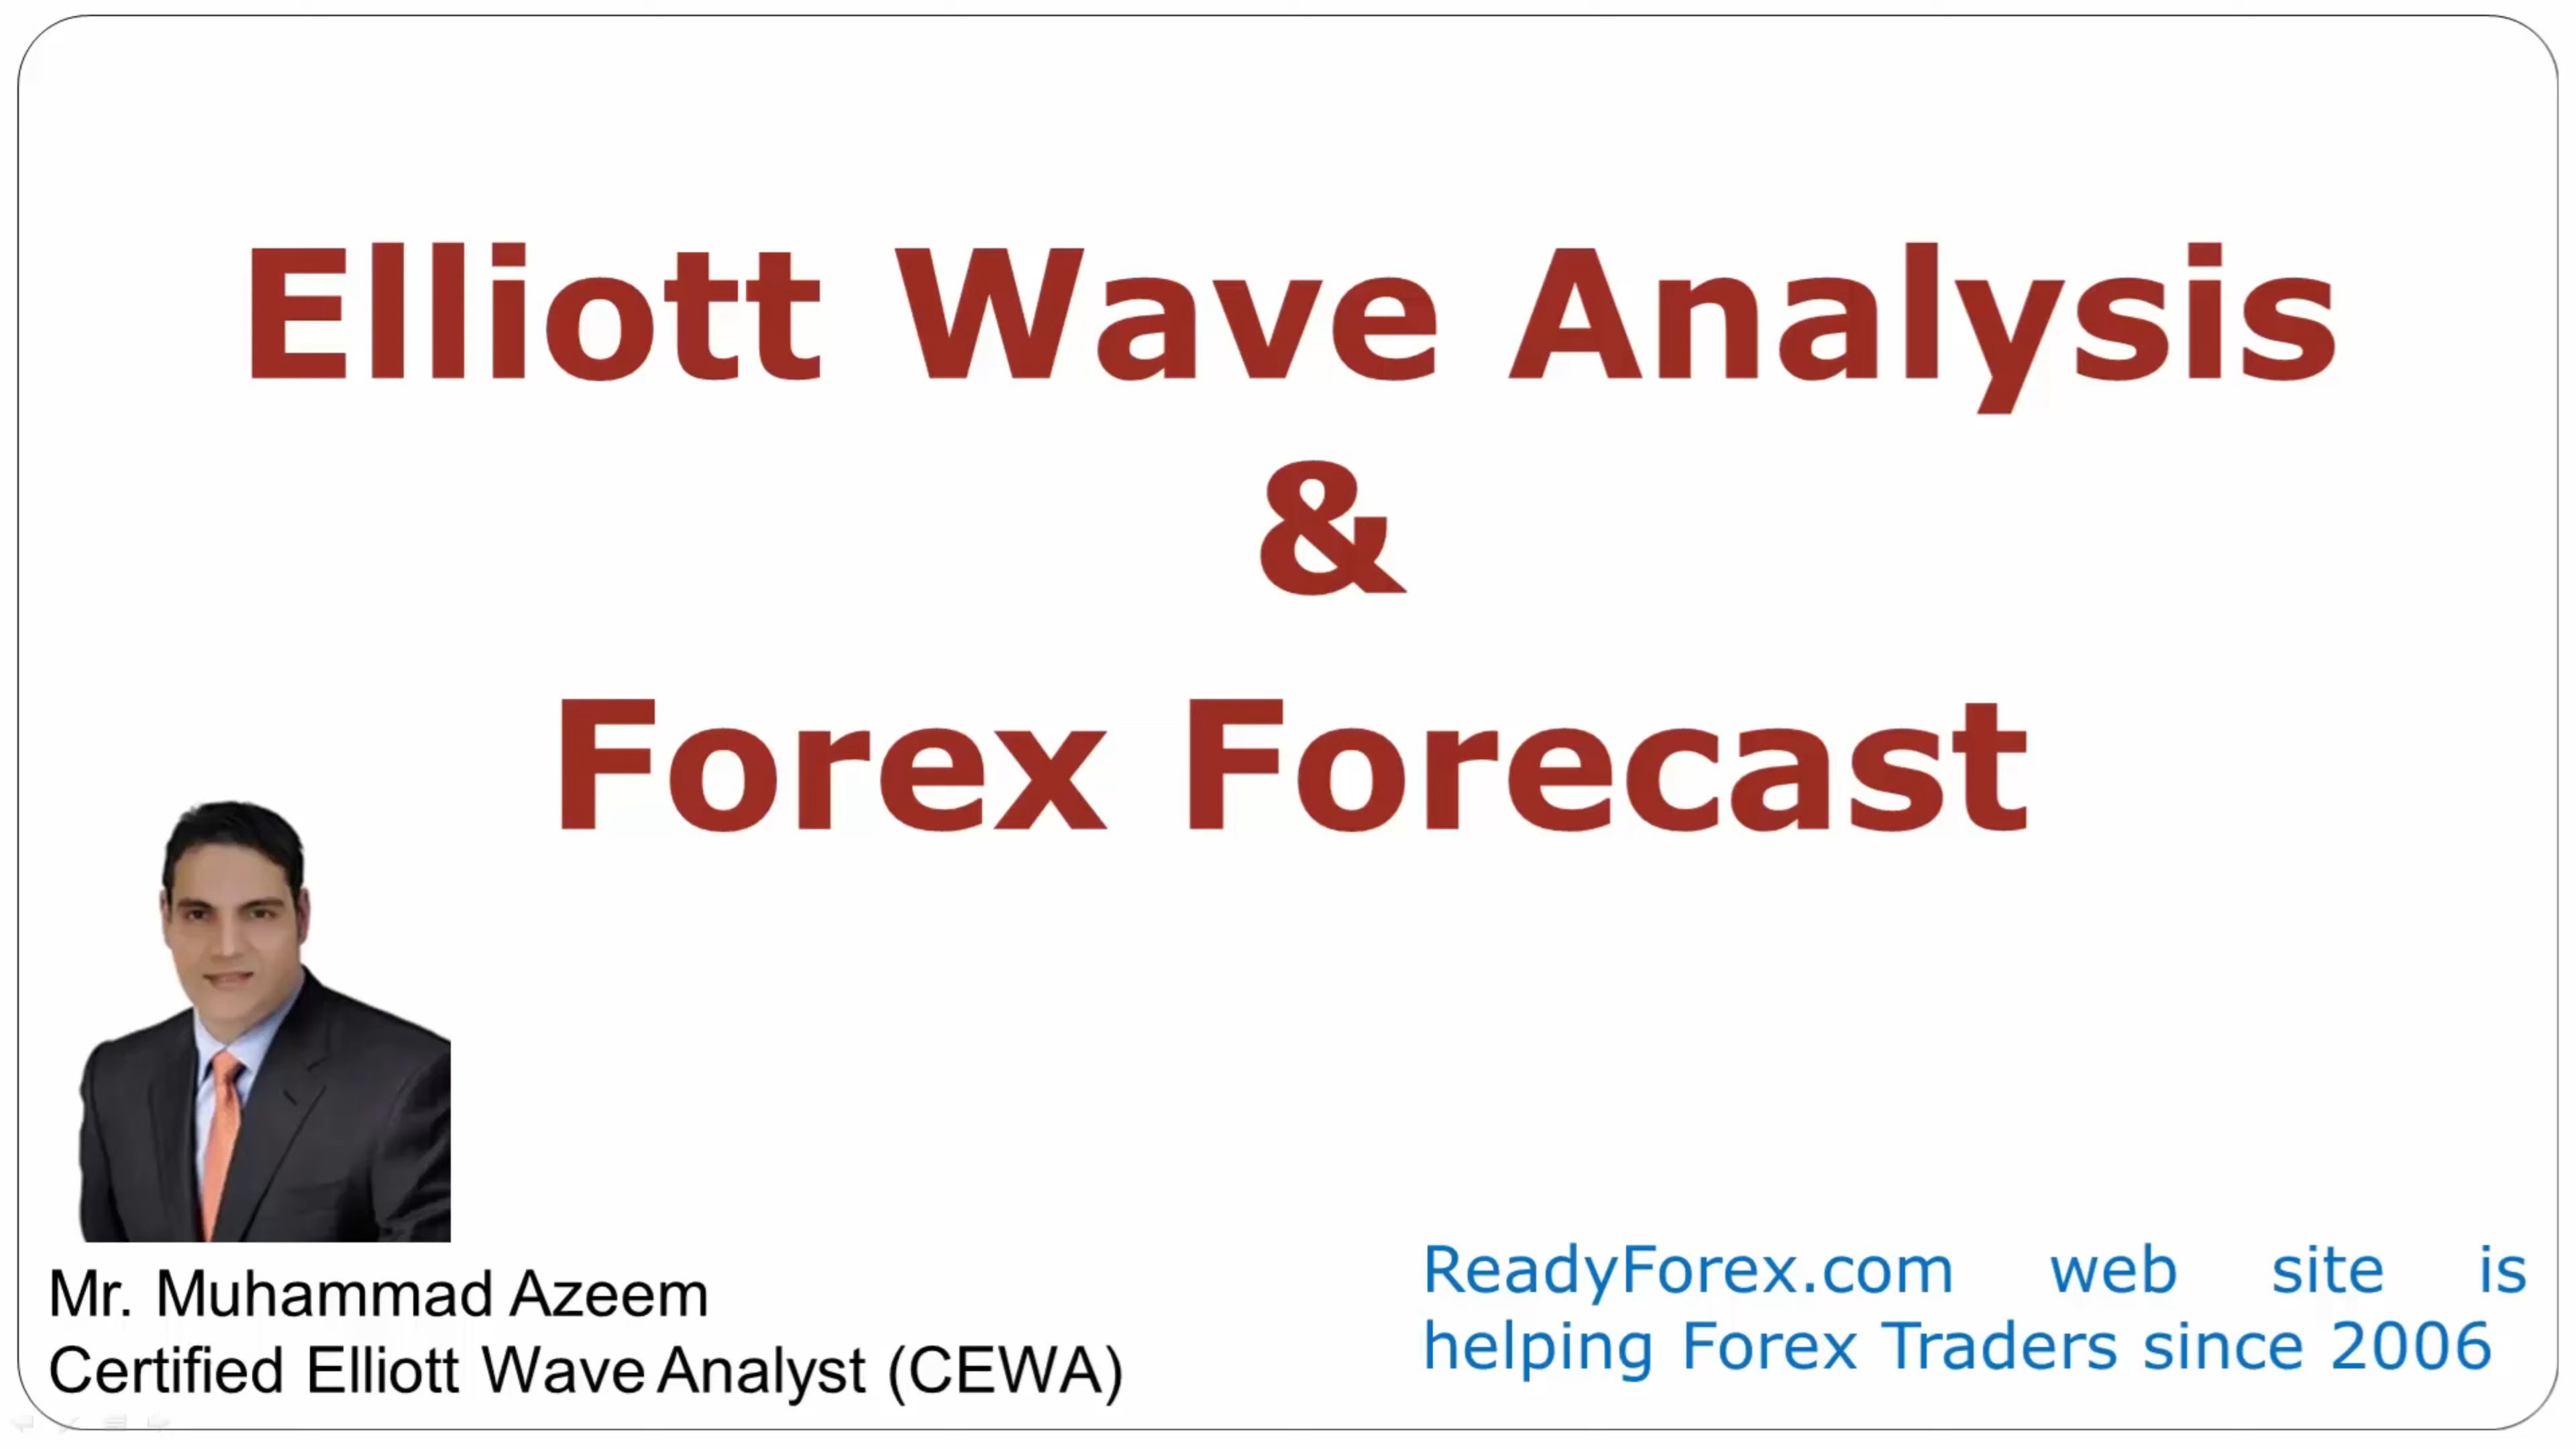 Elliott Wave Analysis
&
Forex Forecast
Mr. Muhammad Azeem
Certified Elliott Wave Analyst (CEWA)
ReadyForex.com web site is
helping Forex Traders since 2006